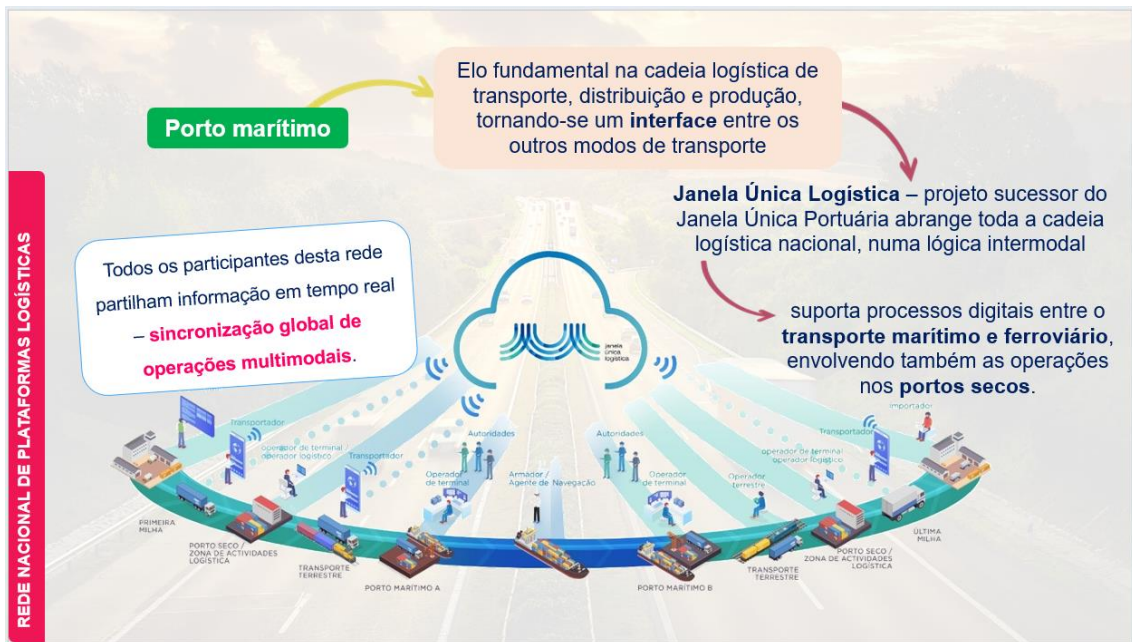 Porto marítimo
Elo fundamental na cadeia logística de
transporte, distribuição e produção,
tornando-se um interface entre os
outros modos de transporte
Janela Única Logística – projeto sucessor do
Janela Única Portuária abrange toda a cadeia
logística nacional, numa lógica intermodal
suporta processos digitais entre o
transporte marítimo e ferroviário,
envolvendo também as operações
nos portos secos.
Todos os participantes desta rede
partilham informação em tempo real
– sincronização global de
operações multimodais.
REDE NACIONAL DE PLATAFORMAS LOGÍSTICAS
janela
única
logística
Transportador
operador de terminal /
operador logístico
Transportador
Autoridades
Operador
de terminal
Armador /
Agente de Navegação
Autoridades
Operador
de terminal
Operador
terrestre
operador de terminal
operador logístico
Transportador
Importador
PRIMEIRA
MILHA
PORTO SECO /
ZONA DE ACTIVIDADES
LOGÍSTICA
TRANSPORTE
TERRESTRE
PORTO MARÍTIMO A
PORTO MARÍTIMO B
TRANSPORTE
TERRESTRE
PORTO SECO /
ZONA DE ACTIVIDADES
LOGÍSTICA
ÚLTIMA
MILHA